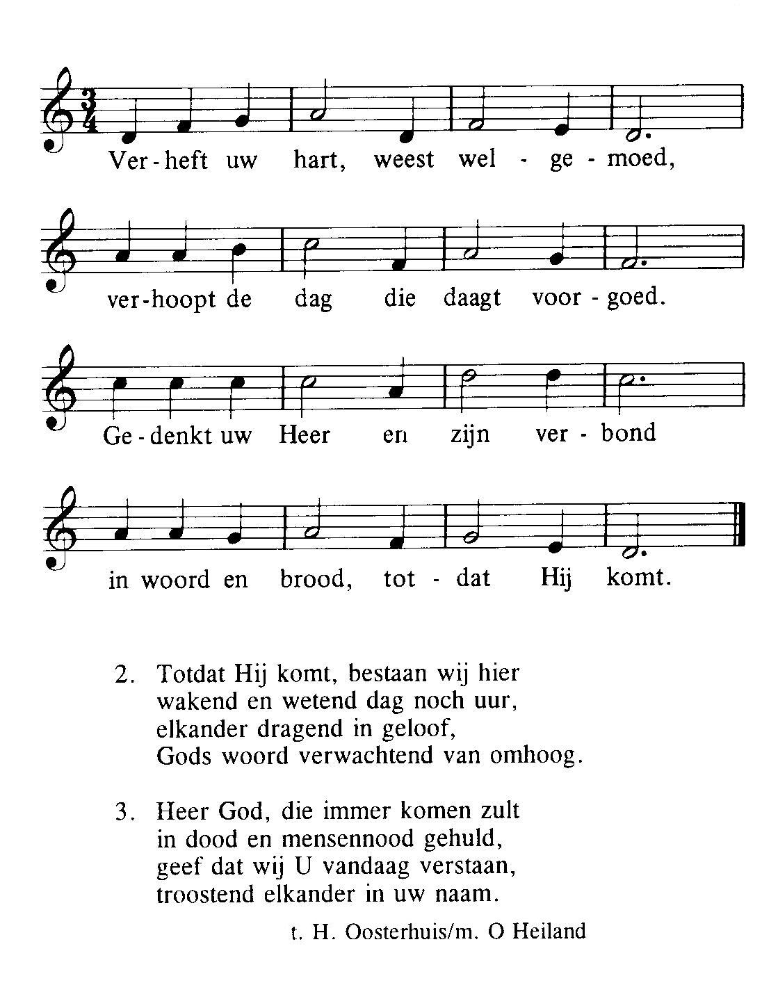 3
4
Ver-heft uw hart, weest wel - ge - moed,
ver-hoopt de dag die daagt voor - goed.
Ge-denkt uw Heer en zijn ver - bond
in woord en brood, tot - dat Hij komt.
2. Totdat Hij komt, bestaan wij hier
wakend en wetend dag noch uur,
elkander dragend in geloof,
Gods woord verwachtend van omhoog.
3. Heer God, die immer komen zult
in dood en mensennood gehuld,
geef dat wij U vandaag verstaan,
troostend elkander in uw naam.
t. H. Oosterhuis/m. O Heiland